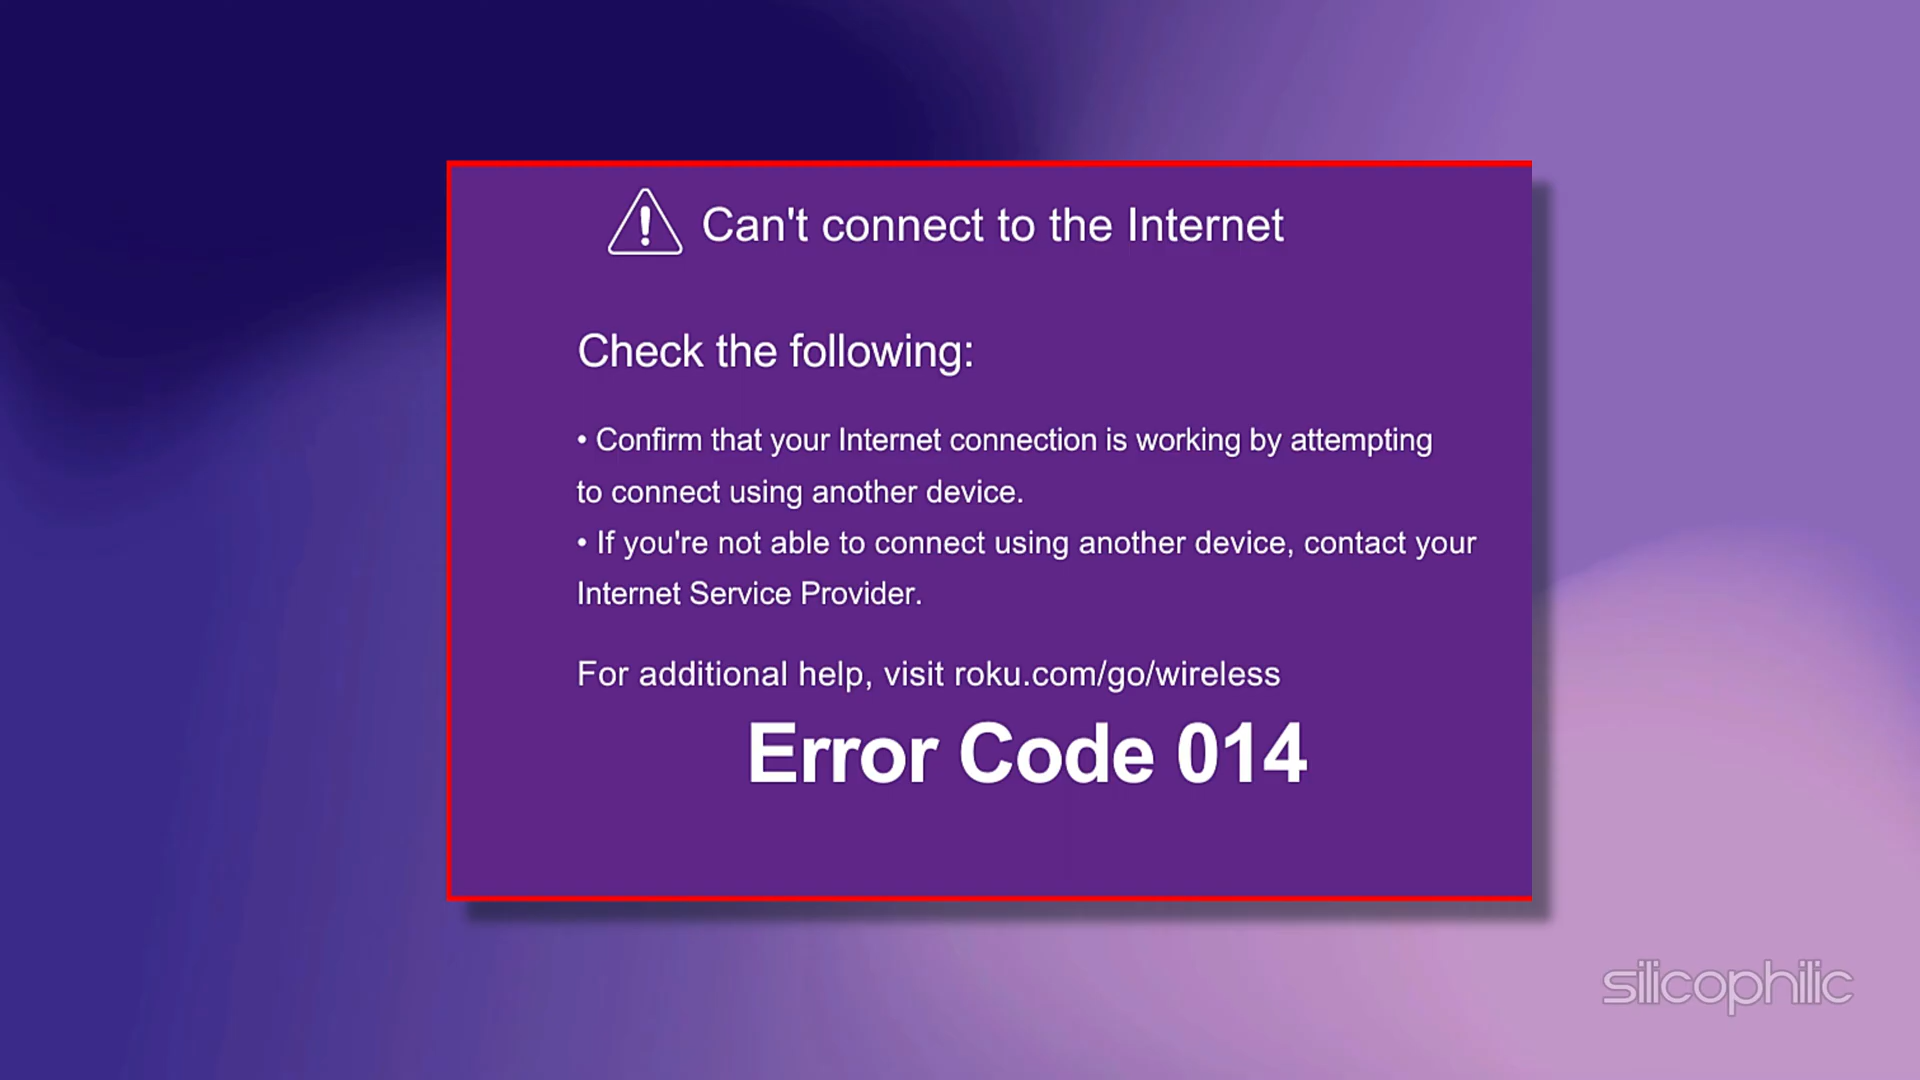 Can't connect to the Internet
Check the following:
• Confirm that your Internet connection is working by attempting
to connect using another device.
• If you're not able to connect using another device, contact your
Internet Service Provider.
For additional help, visit roku.com/go/wireless
Error Code 014
silicophilic